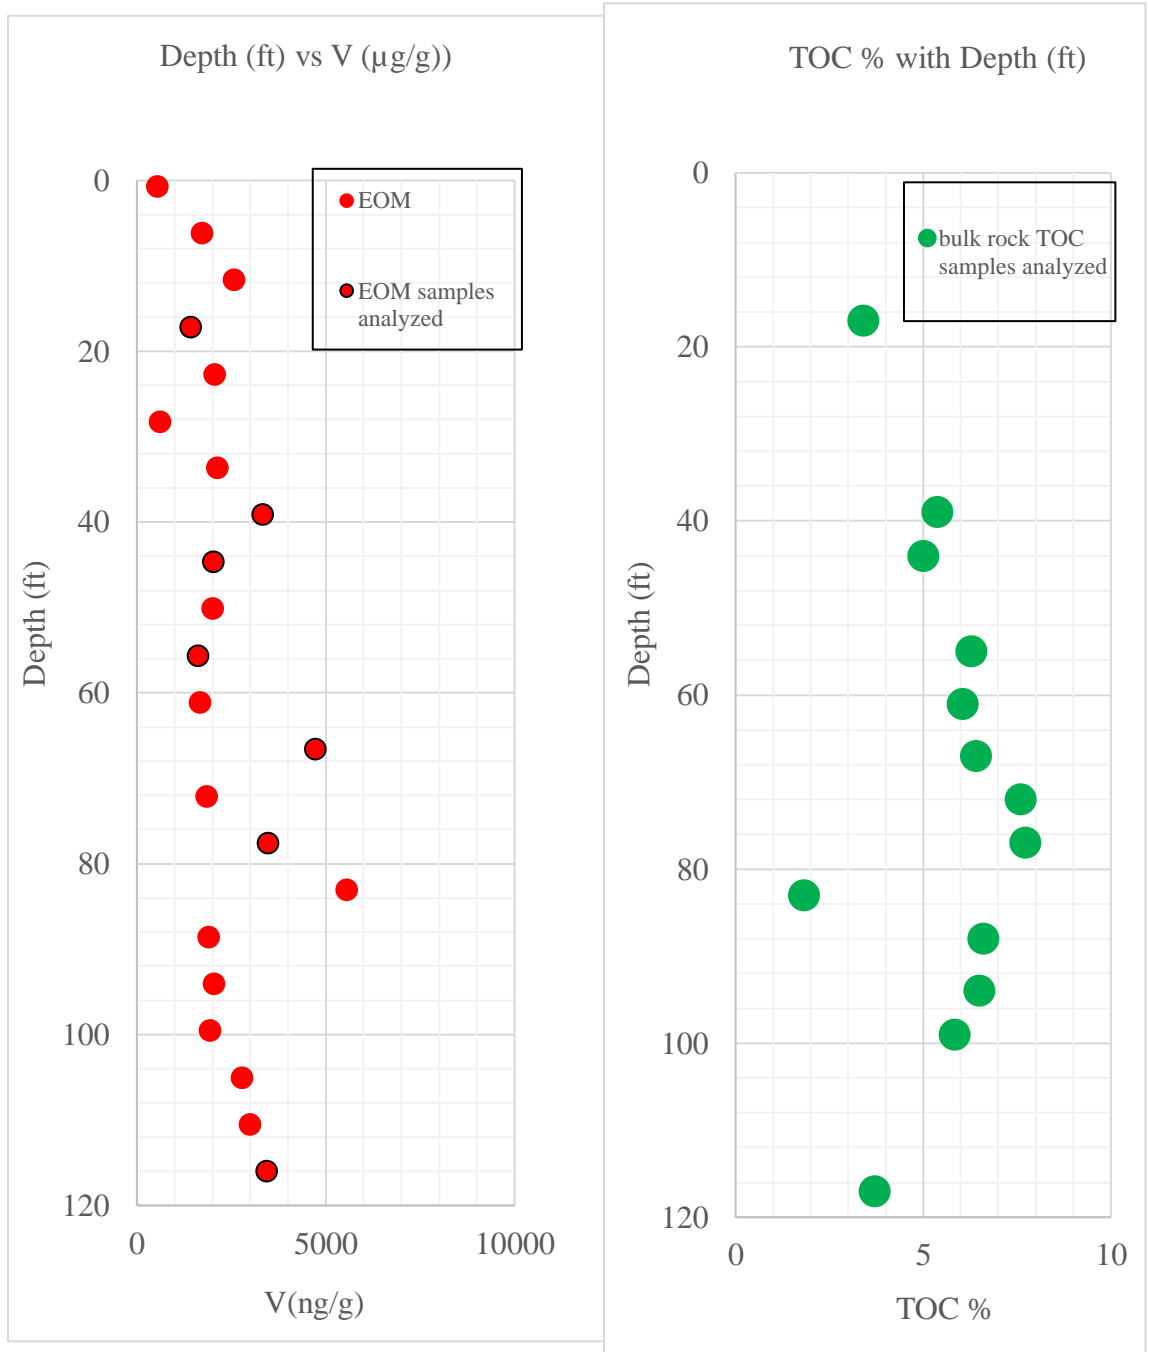 Depth (ft) vs V (µg/g))
EOM
EOM samples
analyzed
0
20
40
60
80
100
120
Depth (ft)
0
5000
10000
V(ng/g)
TOC % with Depth (ft)
bulk rock TOC
samples analyzed
0
20
40
60
80
100
120
Depth (ft)
0
5
10
TOC %